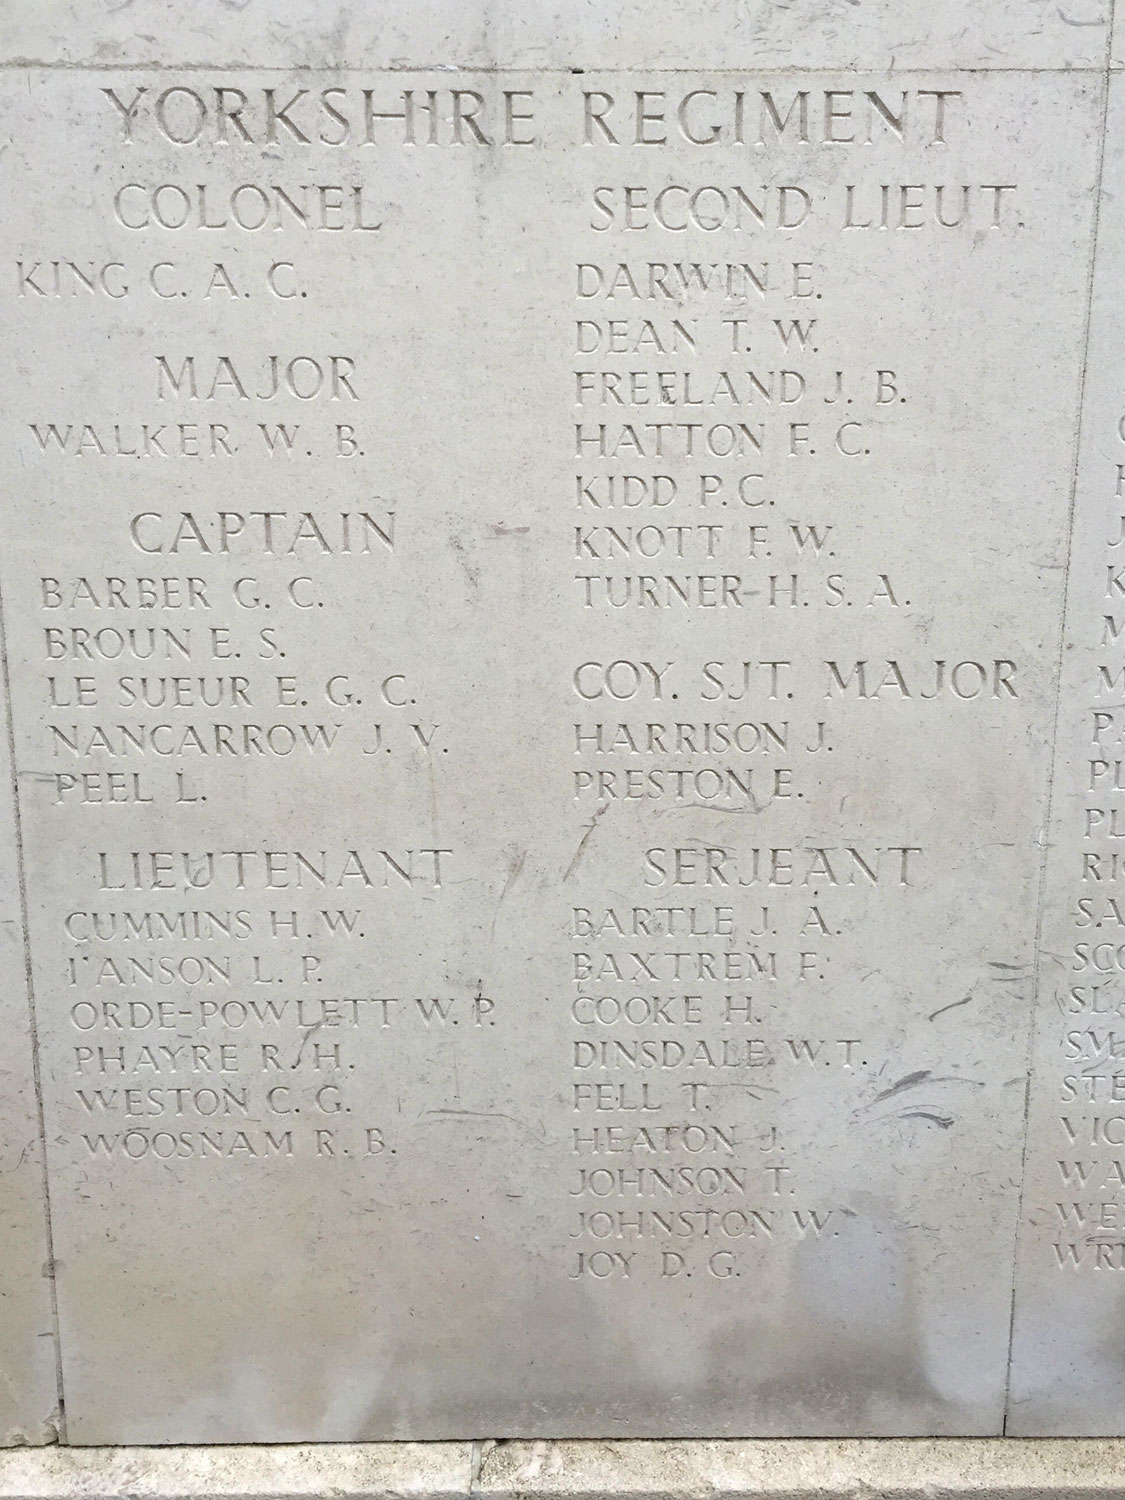 YORKSHIRE REGIMENT
COLONEL
KING C. A. C.
MAJOR
WALKER W. B.
CAPTAIN
BARBER G. C.
BROUN E. S.
LE SUEUR E. G. C.
NANCARROW J. V.
PEEL L.
LIEUTENANT
CUMMINS H. W.
I'ANSON L. P.
ORDE-POWLETT W. P.
PHAYRE R. H.
WESTON C. G.
WOOSNAM R. B.
SECOND LIEUT.
DARWIN E.
DEAN T. W.
FREELAND J. B.
HATTON F. C.
KIDD P. C.
KNOTT F. W.
TURNER H. S. A.
COY. SJT. MAJOR
HARRISON J.
PRESTON E.
SERJEANT
BARTLE J. A.
BAXTREM F.
COOKE H.
DINSDALE W. T.
FELL T.
HEATON J.
JOHNSON T.
JOHNSTON W.
JOY D. G.